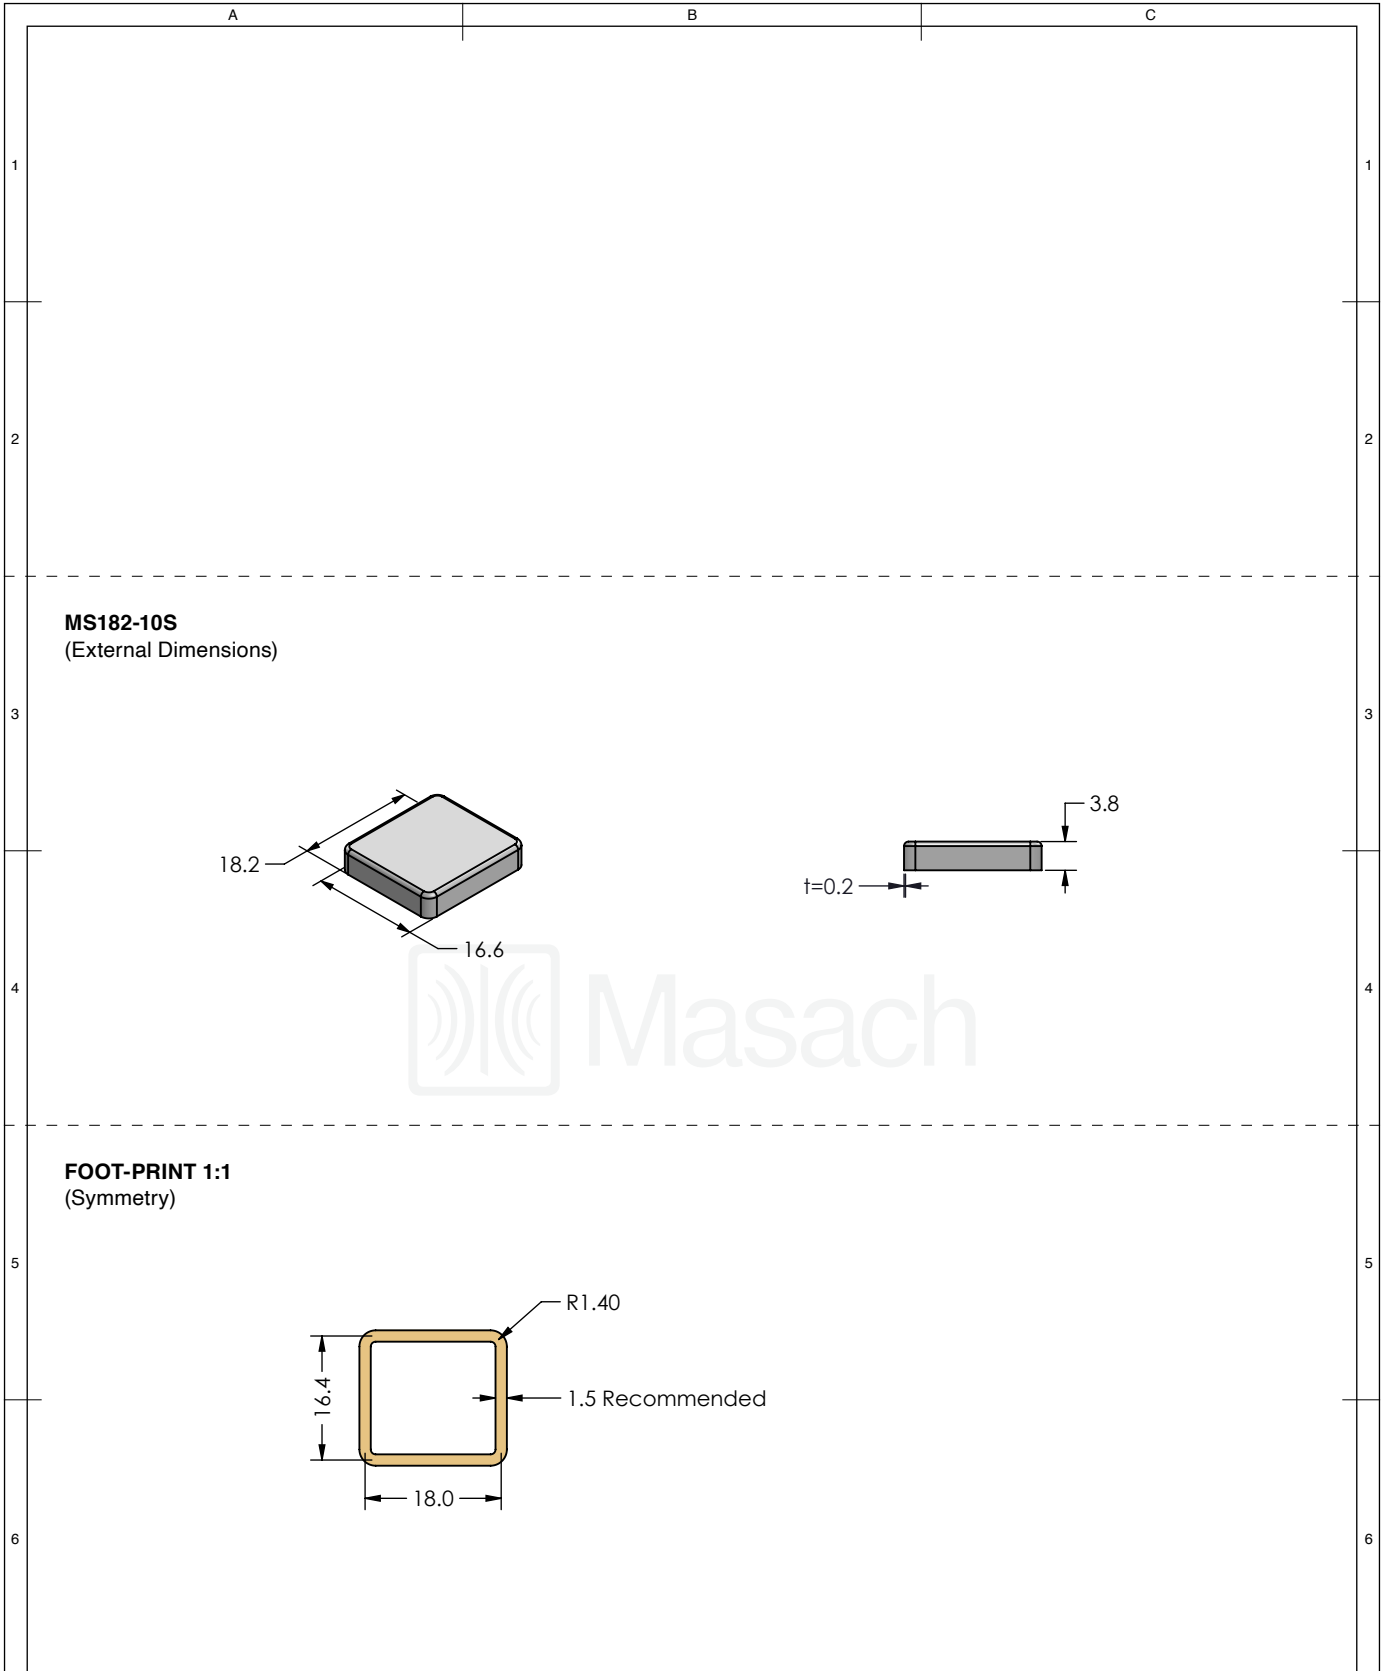 A B C
1 1
2 2
MS182-10S
(External Dimensions)
3 3
3.8
18.2
t=0.2
16.6
4 4
Masach
FOOT-PRINT 1:1
(Symmetry)
5 5
R1.40
16.4
1.5 Recommended
18.0
6 6